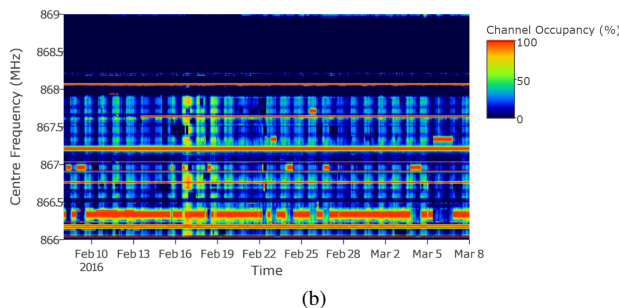 869
868.5
868
867.5
867
866.5
866
Centre Frequency (MHz)
Feb 10
2016
Feb 13
Feb 16
Feb 19
Feb 22
Feb 25
Feb 28
Mar 2
Mar 5
Mar 8
Time
Channel Occupancy (%)
100
50
0
(b)